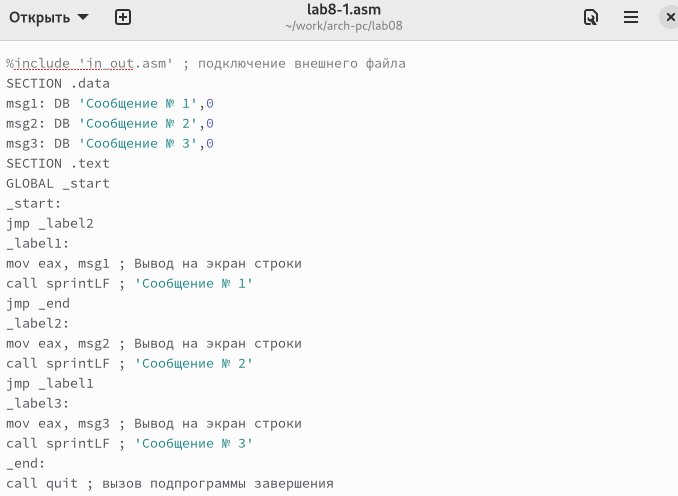 Открыть
lab8-1.asm
~/work/arch-pc/lab08
%include 'in_out.asm' ; подключение внешнего файла
SECTION .data
msg1: DB 'Сообщение № 1',0
msg2: DB 'Сообщение № 2',0
msg3: DB 'Сообщение № 3',0
SECTION .text
GLOBAL _start
_start:
jmp _label2
_label1:
mov eax, msg1 ; Вывод на экран строки
call sprintLF ; 'Сообщение № 1'
jmp _end
_label2:
mov eax, msg2 ; Вывод на экран строки
call sprintLF ; 'Сообщение № 2'
jmp _label1
_label3:
mov eax, msg3 ; Вывод на экран строки
call sprintLF ; 'Сообщение № 3'
_end:
call quit ; вызов подпрограммы завершения